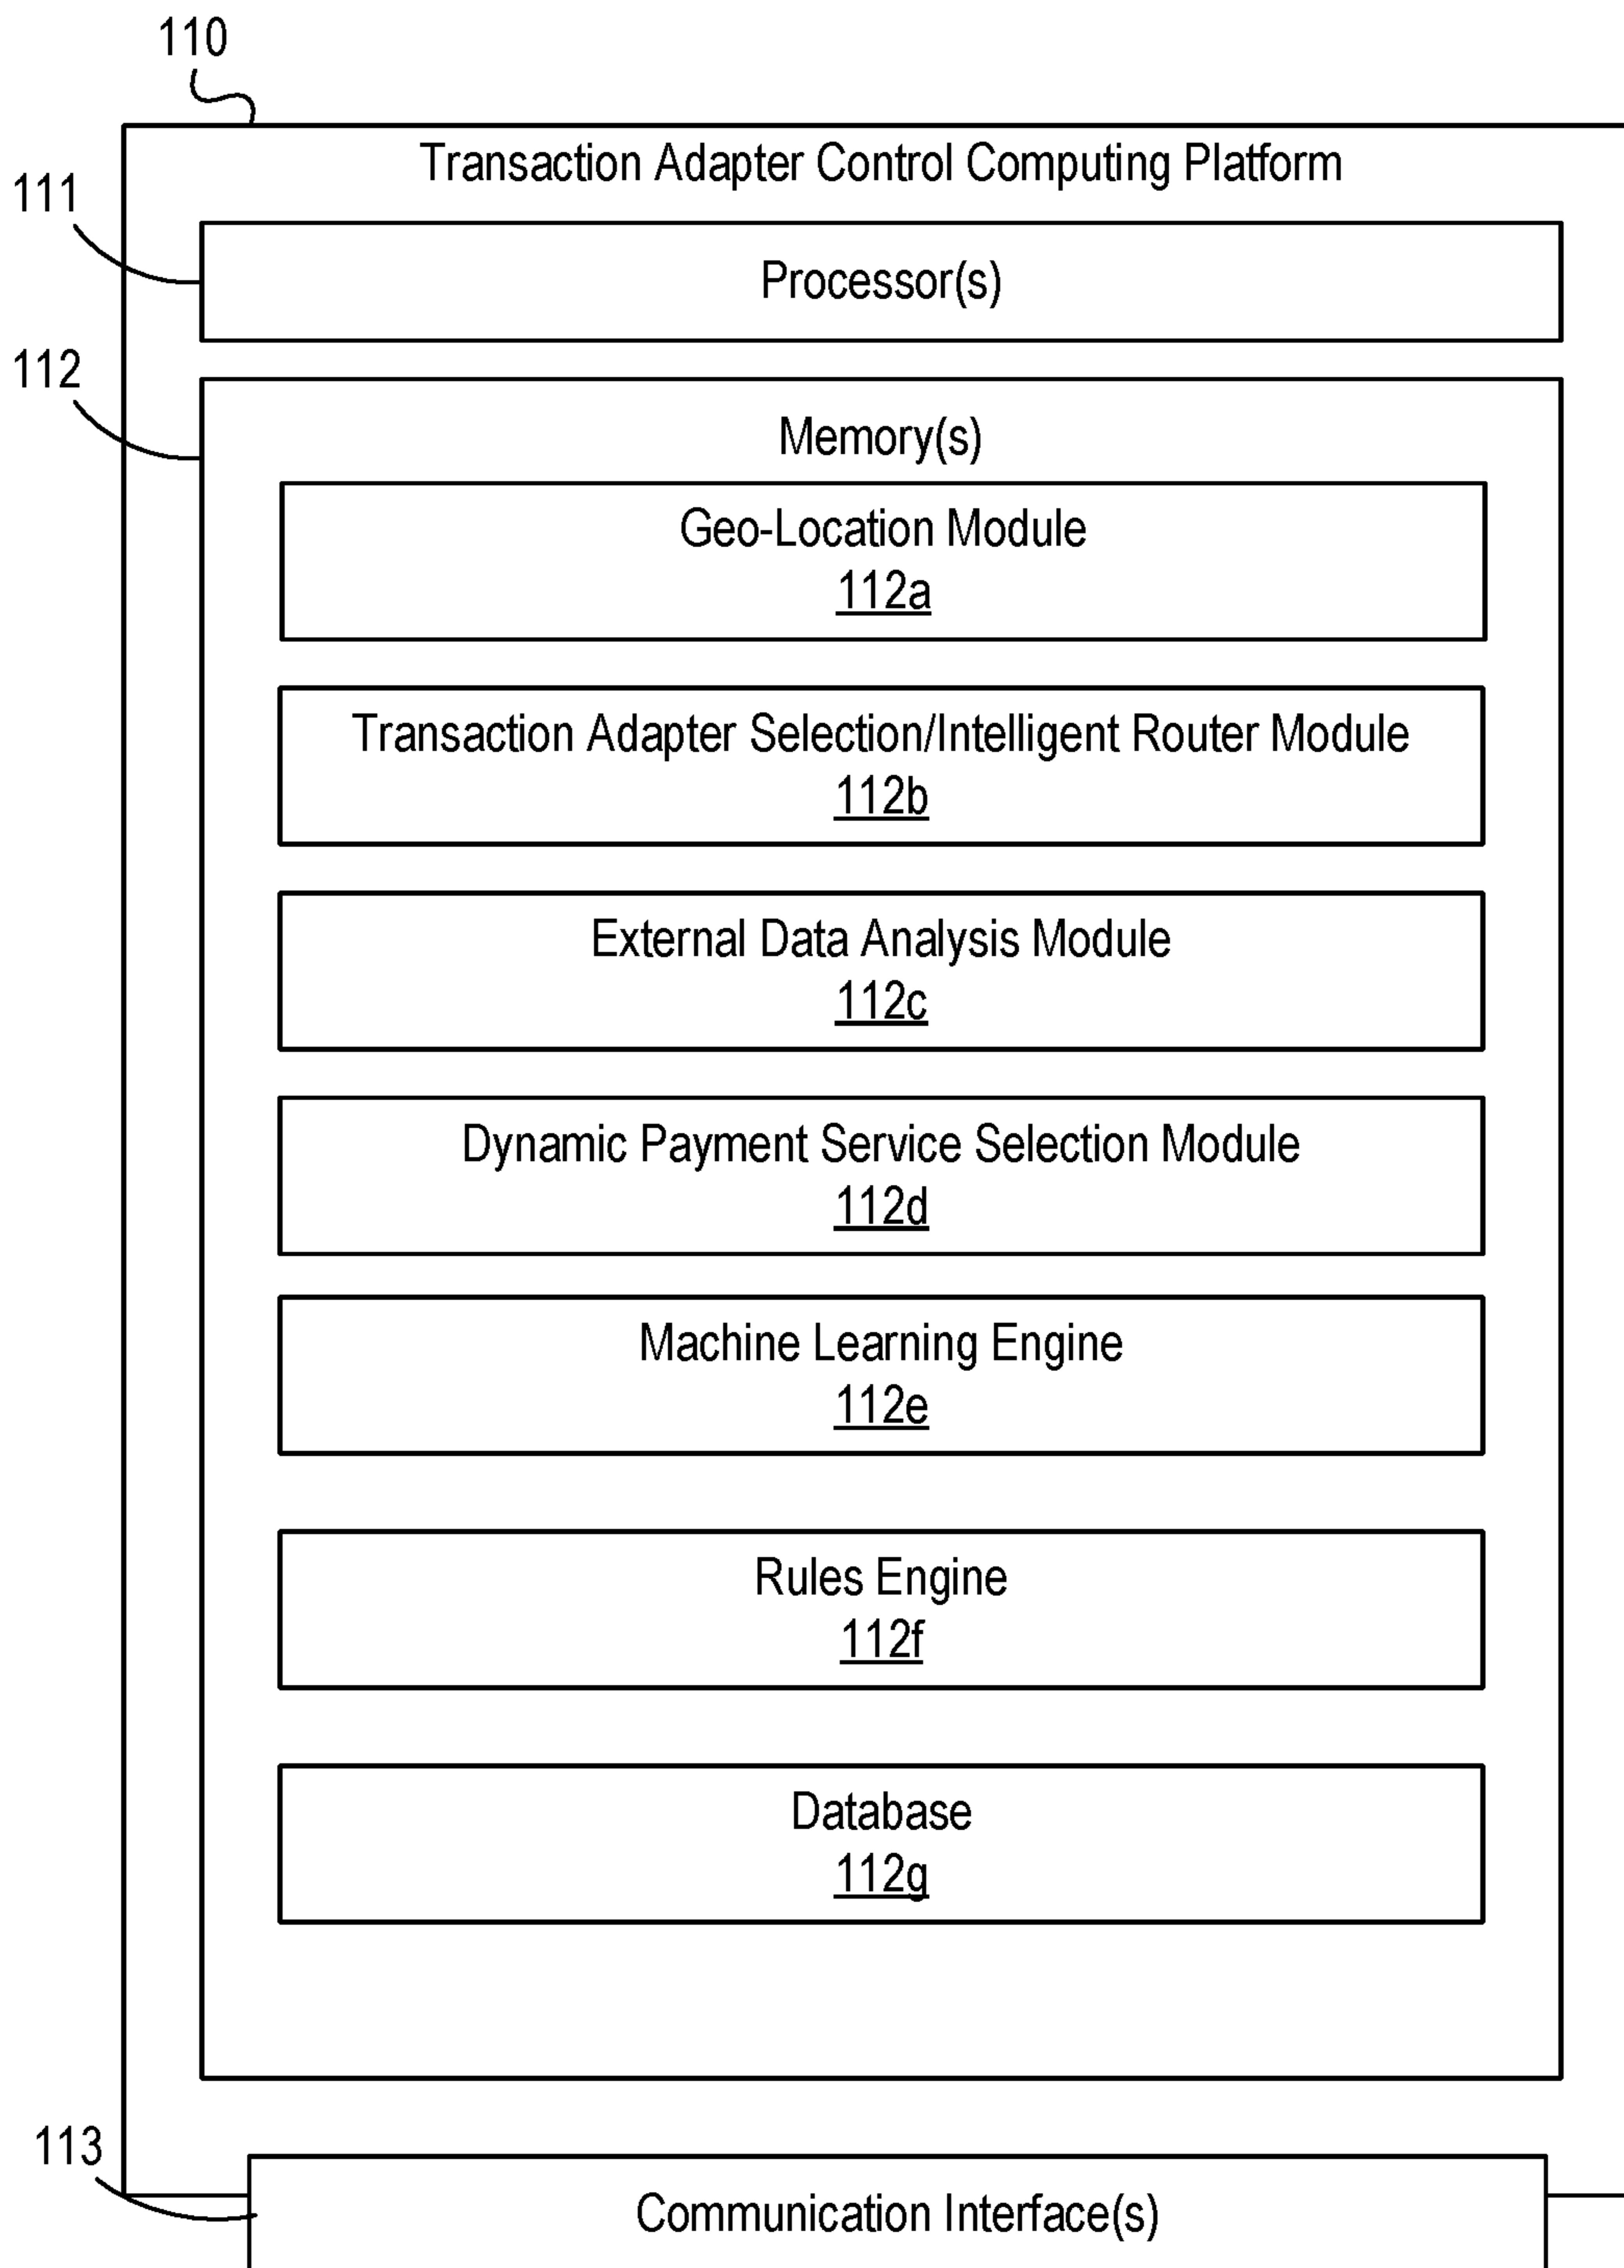 110
Transaction Adapter Control Computing Platform
111
Processor(s)
112
Memory(s)
Geo-Location Module
112a
Transaction Adapter Selection/Intelligent Router Module
112b
External Data Analysis Module
112c
Dynamic Payment Service Selection Module
112d
Machine Learning Engine
112e
Rules Engine
112f
Database
112g
113
Communication Interface(s)